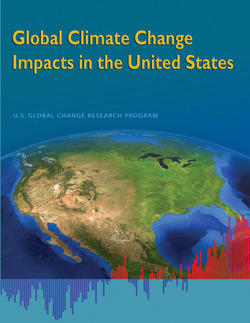 Global Climate Change
Impacts in the United States
U.S. GLOBAL CHANGE RESEARCH PROGRAM